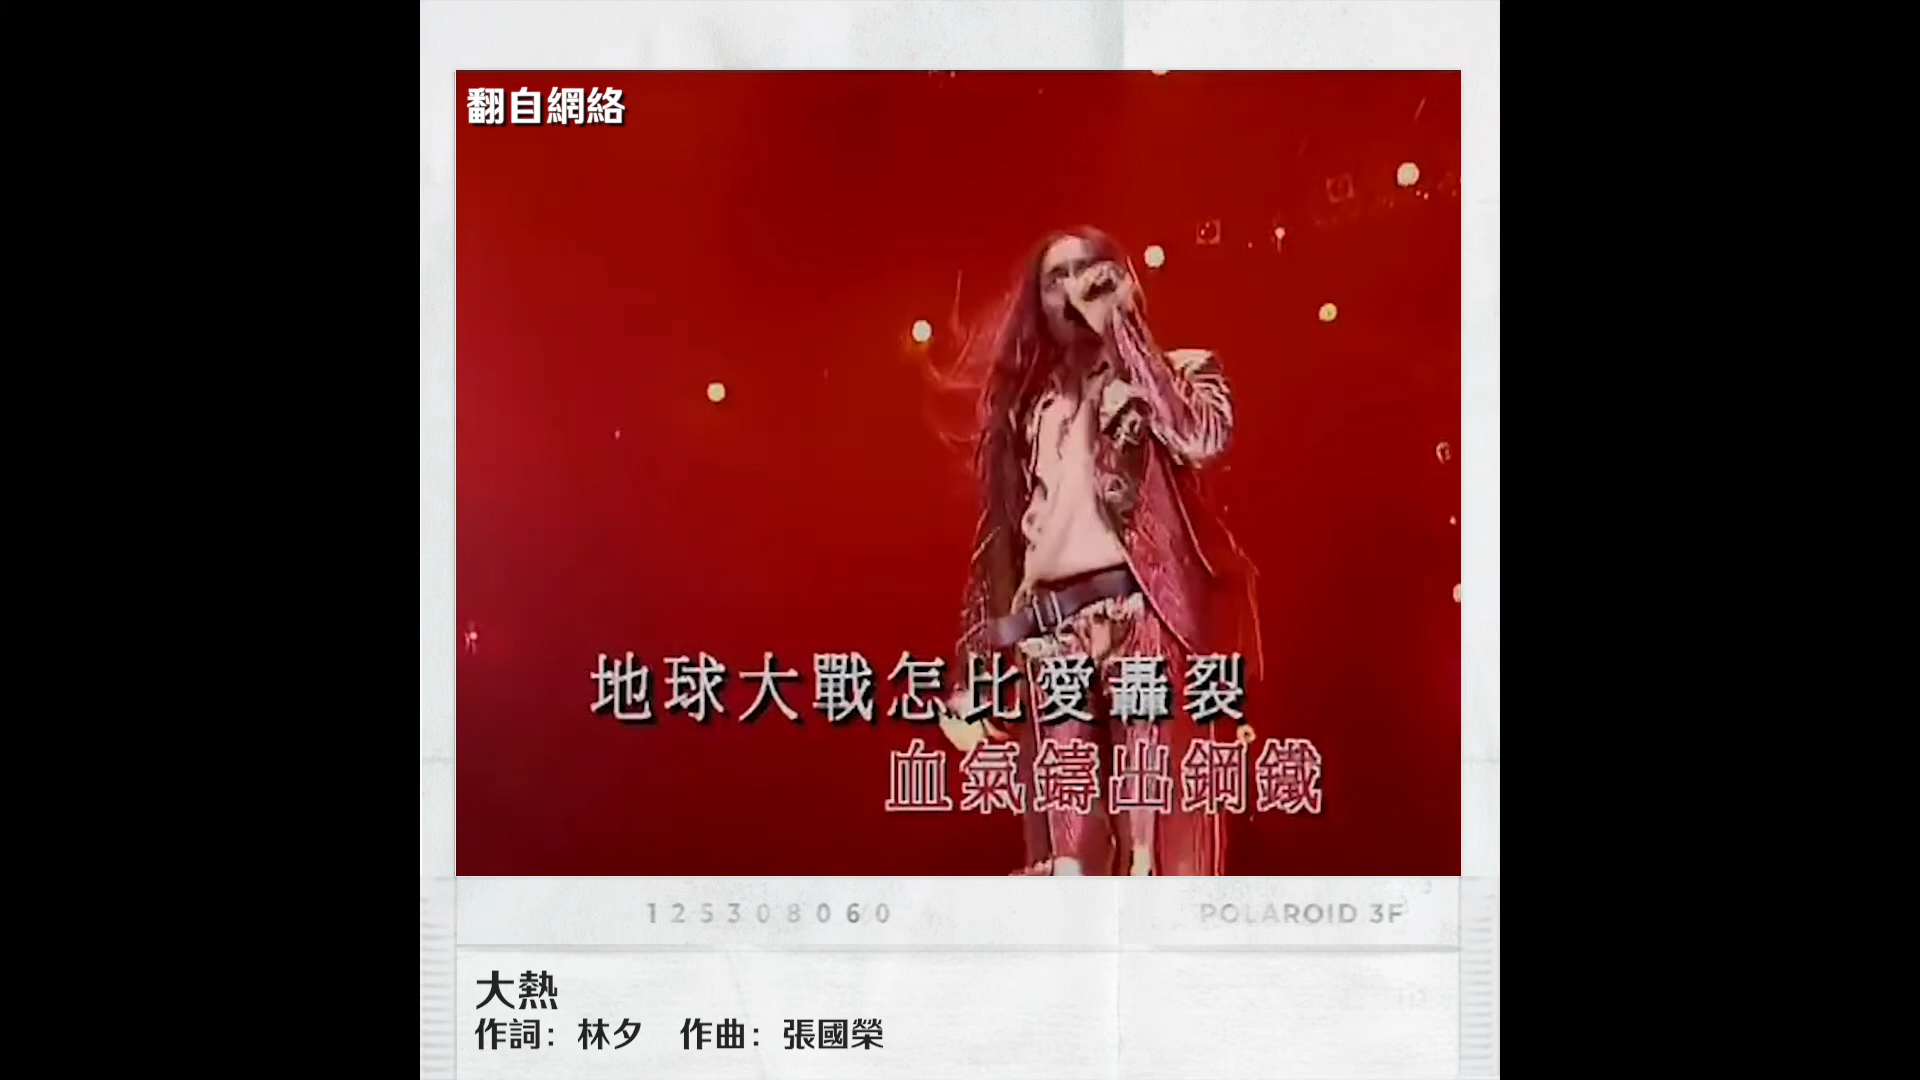 翻自網絡
地球大戰怎比愛轟裂
血氣鑄出鋼鐵
125308060
POLAROID 3F
大熱
作詞：林夕　作曲：張國榮